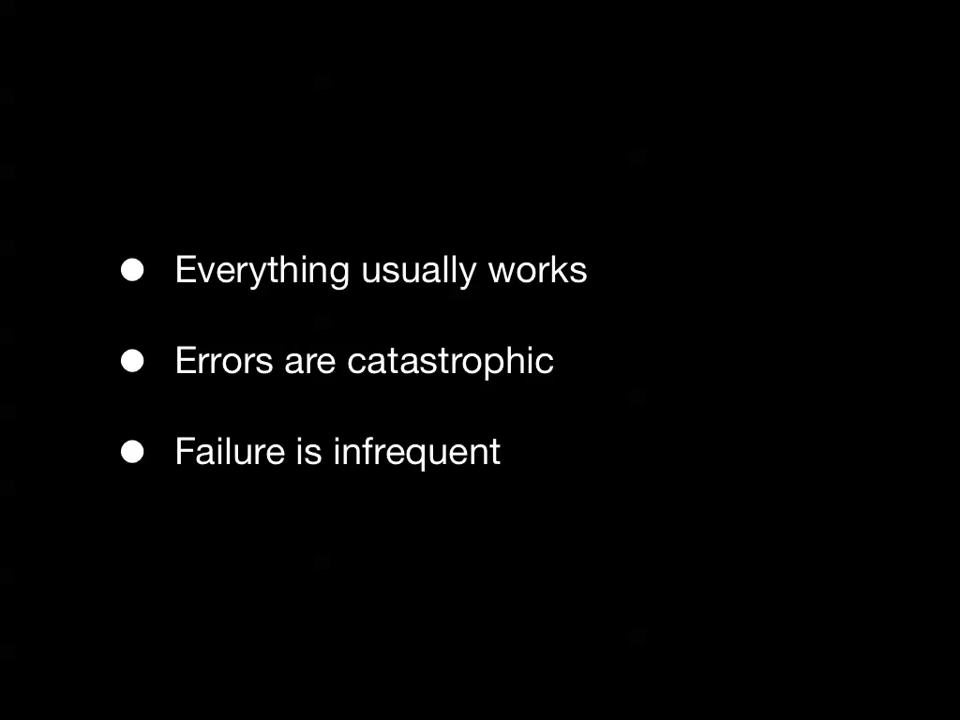 ● Everything usually works
● Errors are catastrophic
● Failure is infrequent